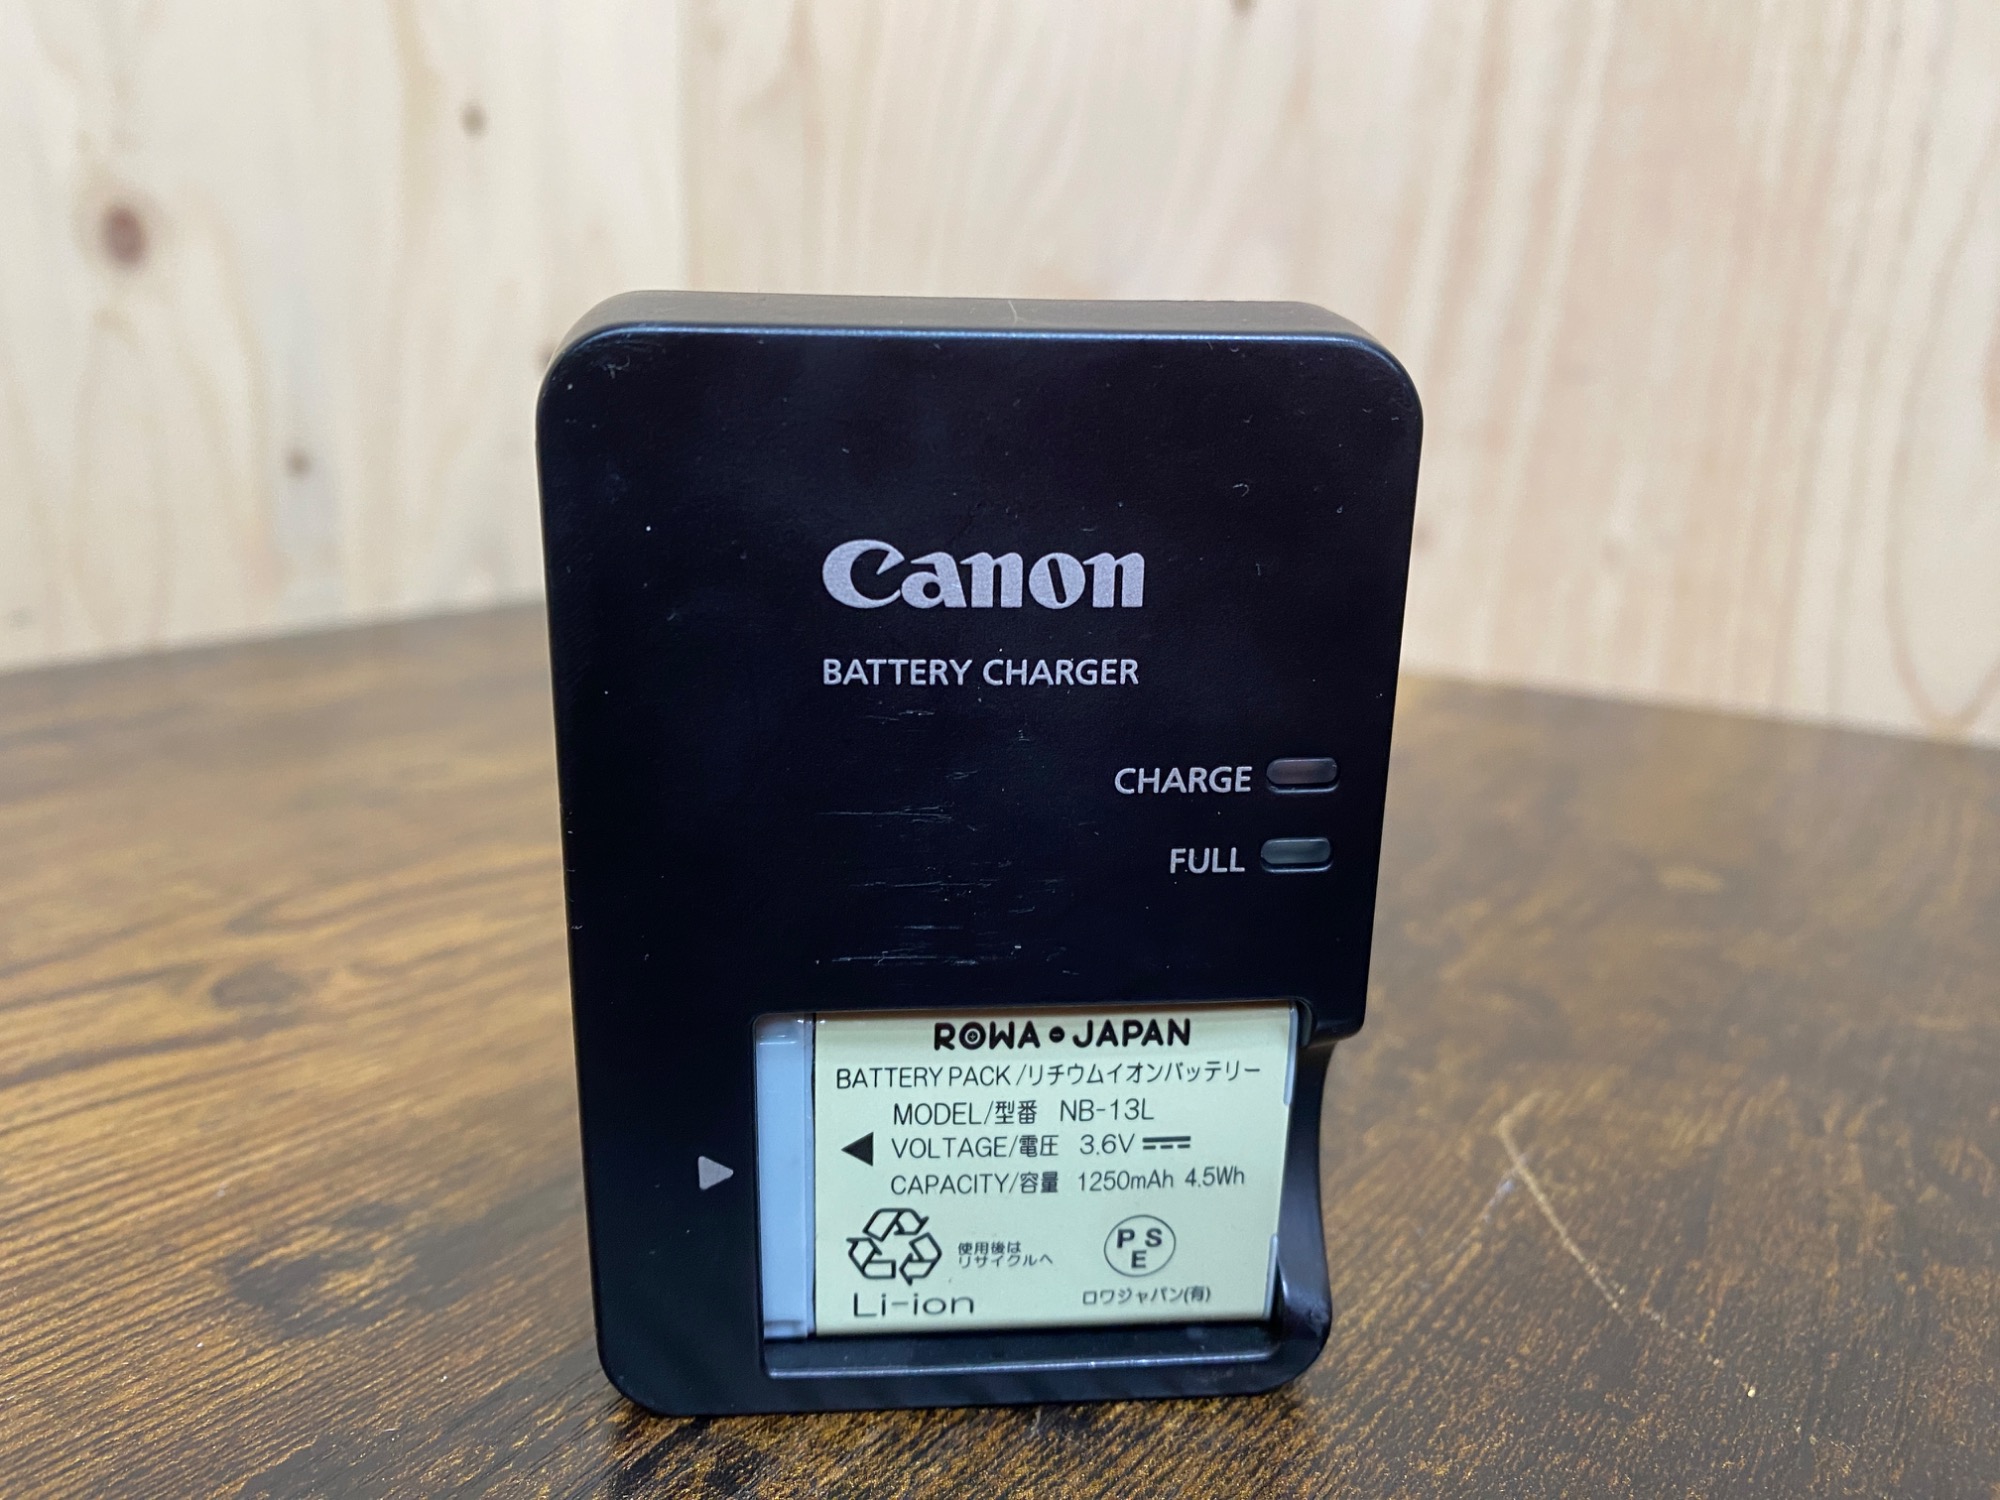 Canon
BATTERY CHARGER
CHARGE
FULL
ROWA JAPAN
BATTERY PACK/リチウムイオンバッテリー
MODEL/型番 NB-13L
VOLTAGE/電圧 3.6V
CAPACITY/容量 1250mAh 4.5Wh
使用後は
リサイクルへ
PSE
Li-ion
ロワジャパン(有)